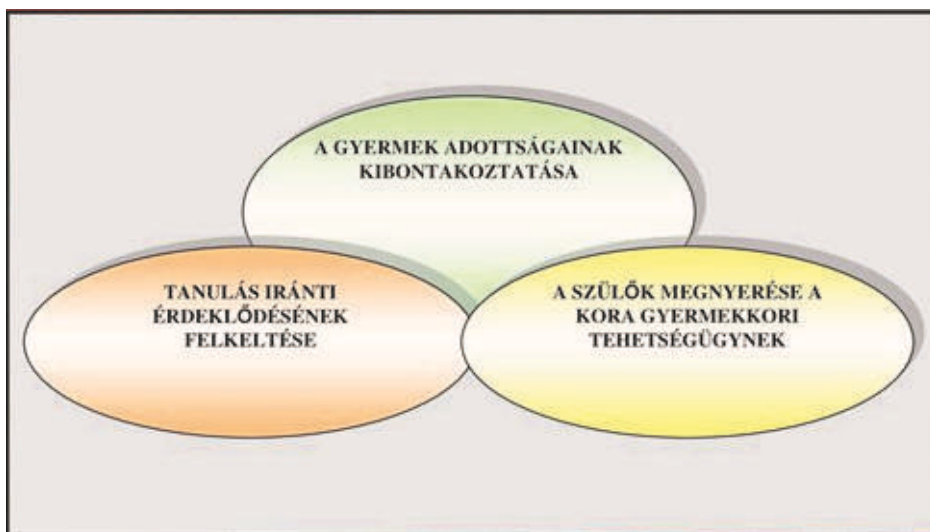 A GYERMEK ADOTTSÁGAINAK
KIBONTAKOZTATÁSA
TANULÁS IRÁNTI
ÉRDEKLŐDÉSÉNEK
FELKELTÉSE
A SZÜLŐK MEGNYERÉSE A
KORA GYERMEKKORI
TEHETSÉGÜGYNEK